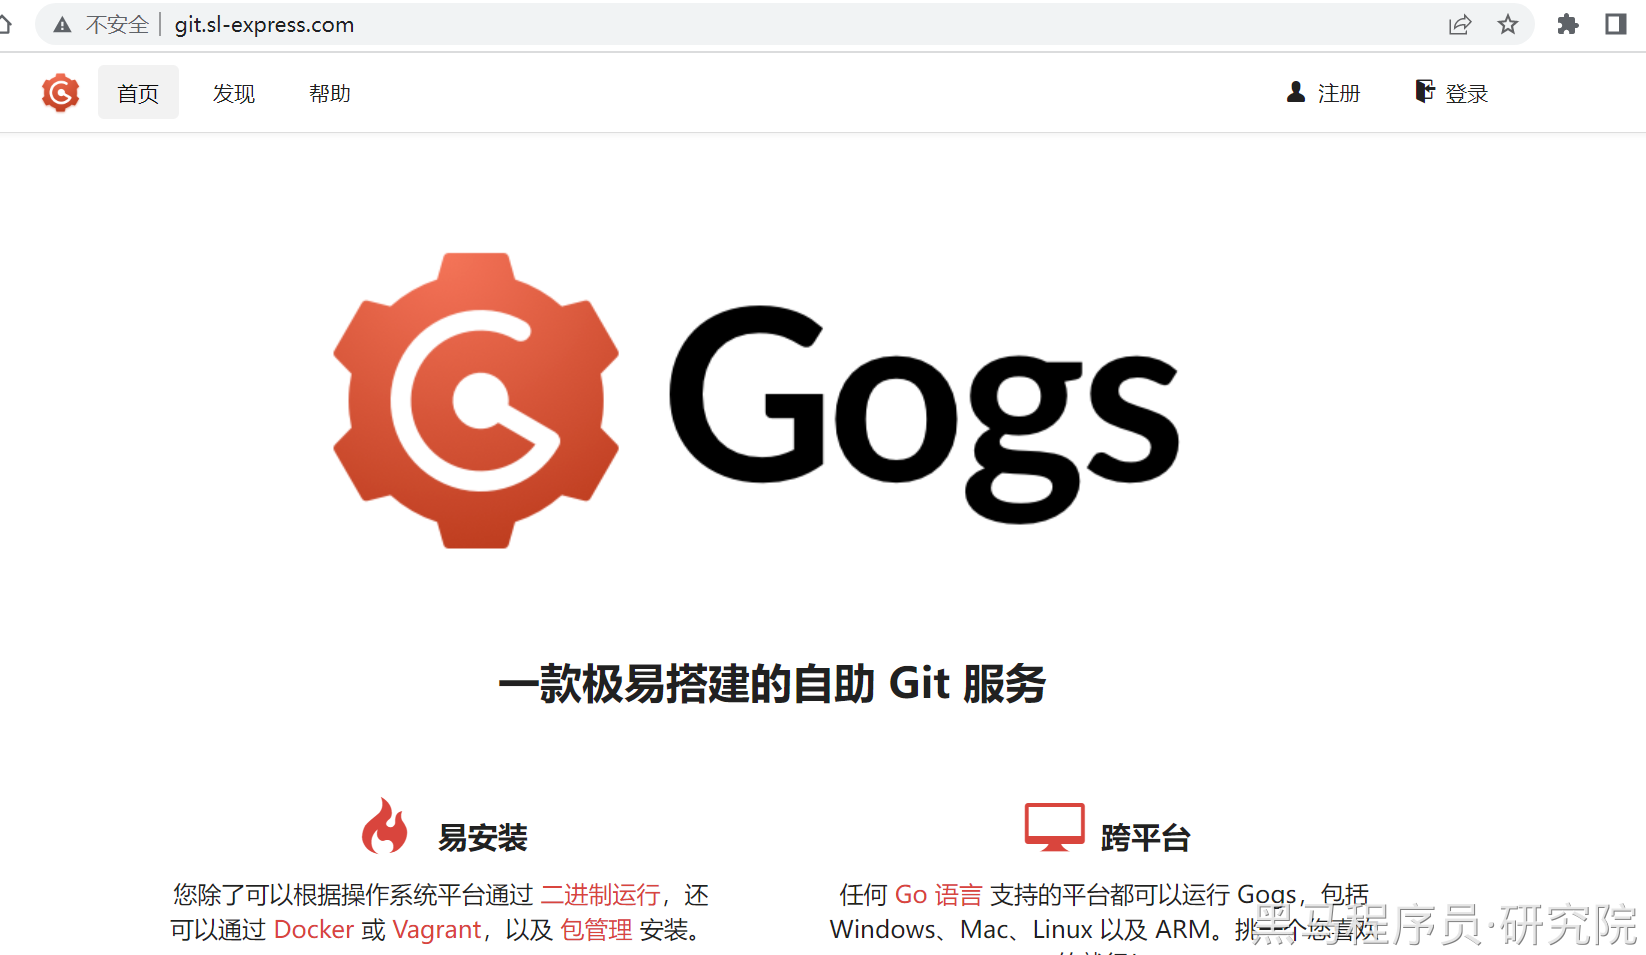 不安全 | git.sl-express.com
首页 发现 帮助 注册 登录
Gogs
一款极易搭建的自助 Git 服务
易安装
您除了可以根据操作系统平台通过 二进制运行，还
可以通过 Docker 或 Vagrant，以及 包管理 安装。
跨平台
任何 Go 语言 支持的平台都可以运行 Gogs，包括
Windows、Mac、Linux 以及 ARM。挑一个您喜欢
黑马程序员·研究院